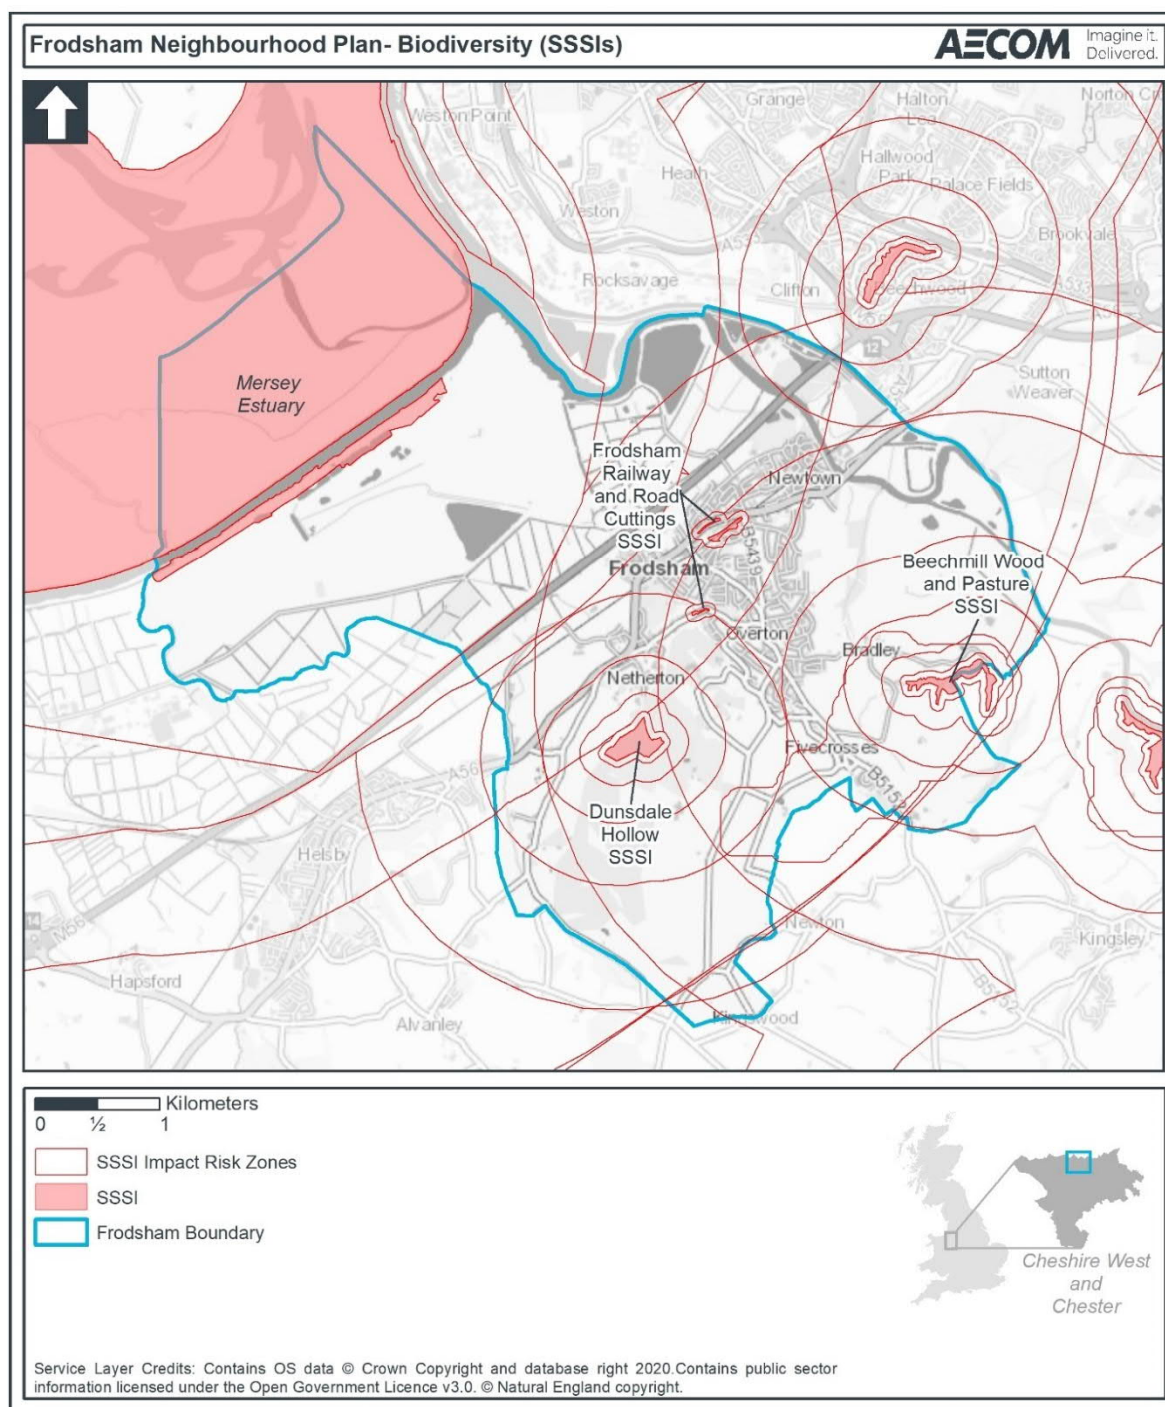 Frodsham Neighbourhood Plan- Biodiversity (SSSIs)
AECOM
Imagine it.
Delivered.
Weston Point
Grange
Halton
Lea
Norton
Hallwood
Park
Palace Fields
Heath
Weston
Brookvale
A533
Rocksavage
Clifton
Beechwood
A533
M56
12
Sutton
Weaver
Mersey
Estuary
Frodsham
Railway
and Road
Cuttings
SSSI
Newtown
B5439
Frodsham
Beechmill Wood
and Pasture
SSSI
Overton
Bradley
Netherton
Fivecrosses
A56
B5152
Dunsdale
Hollow
SSSI
Helsby
14
M56
Newton
Kingsley
Hapsford
B5152
Alvanley
Kingswood
Kilometers
0 ½ 1
SSSI Impact Risk Zones
SSSI
Frodsham Boundary
Cheshire West
and
Chester
Service Layer Credits: Contains OS data © Crown Copyright and database right 2020.Contains public sector
information licensed under the Open Government Licence v3.0. © Natural England copyright.